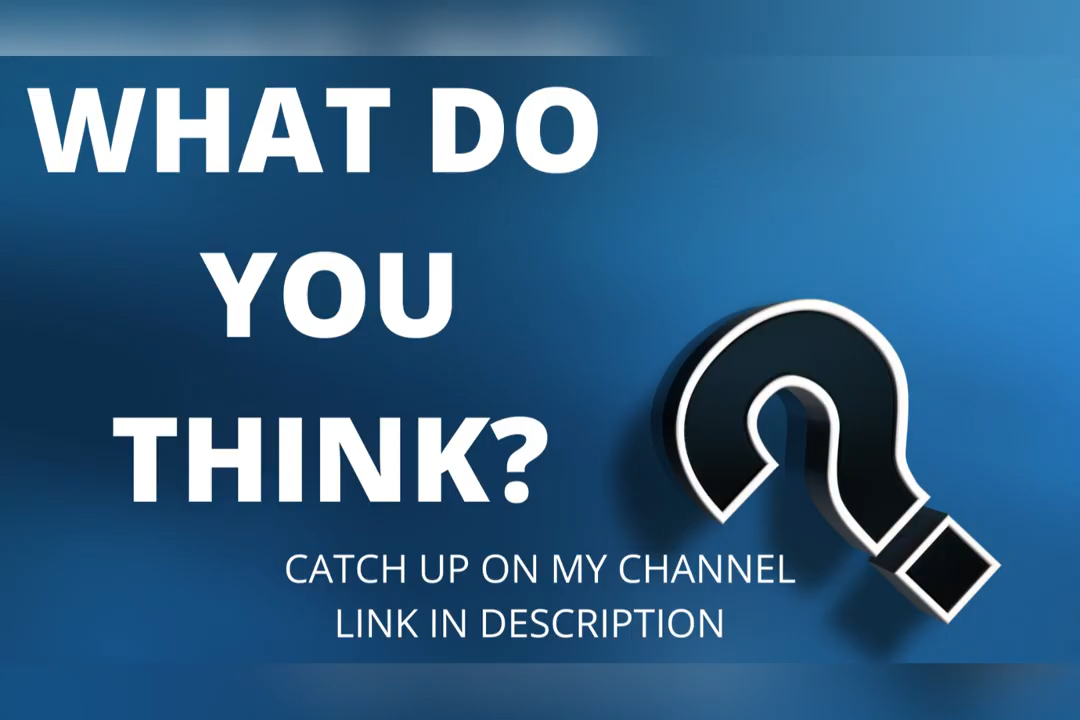 WHAT DO
YOU
THINK?
CATCH UP ON MY CHANNEL
LINK IN DESCRIPTION